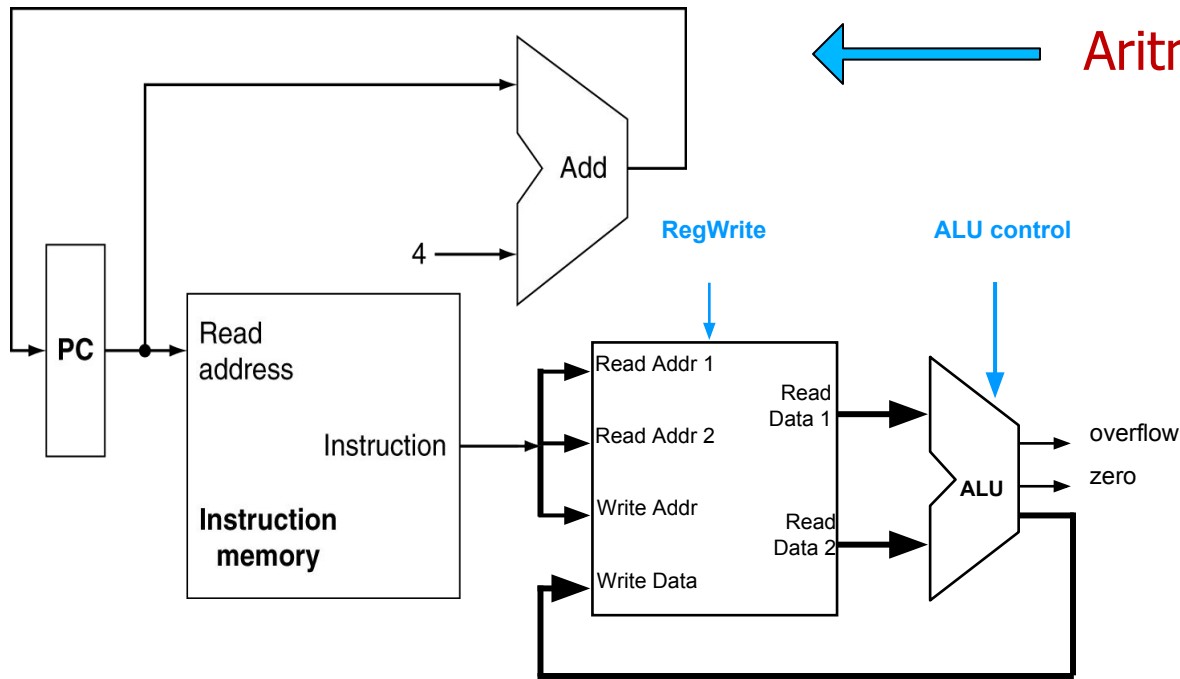 Aritr
Add
RegWrite
ALU control
4
PC
Read
address
Instruction
Instruction
memory
Read Addr 1
Read Addr 2
Write Addr
Write Data
Read
Data 1
Read
Data 2
ALU
overflow
zero